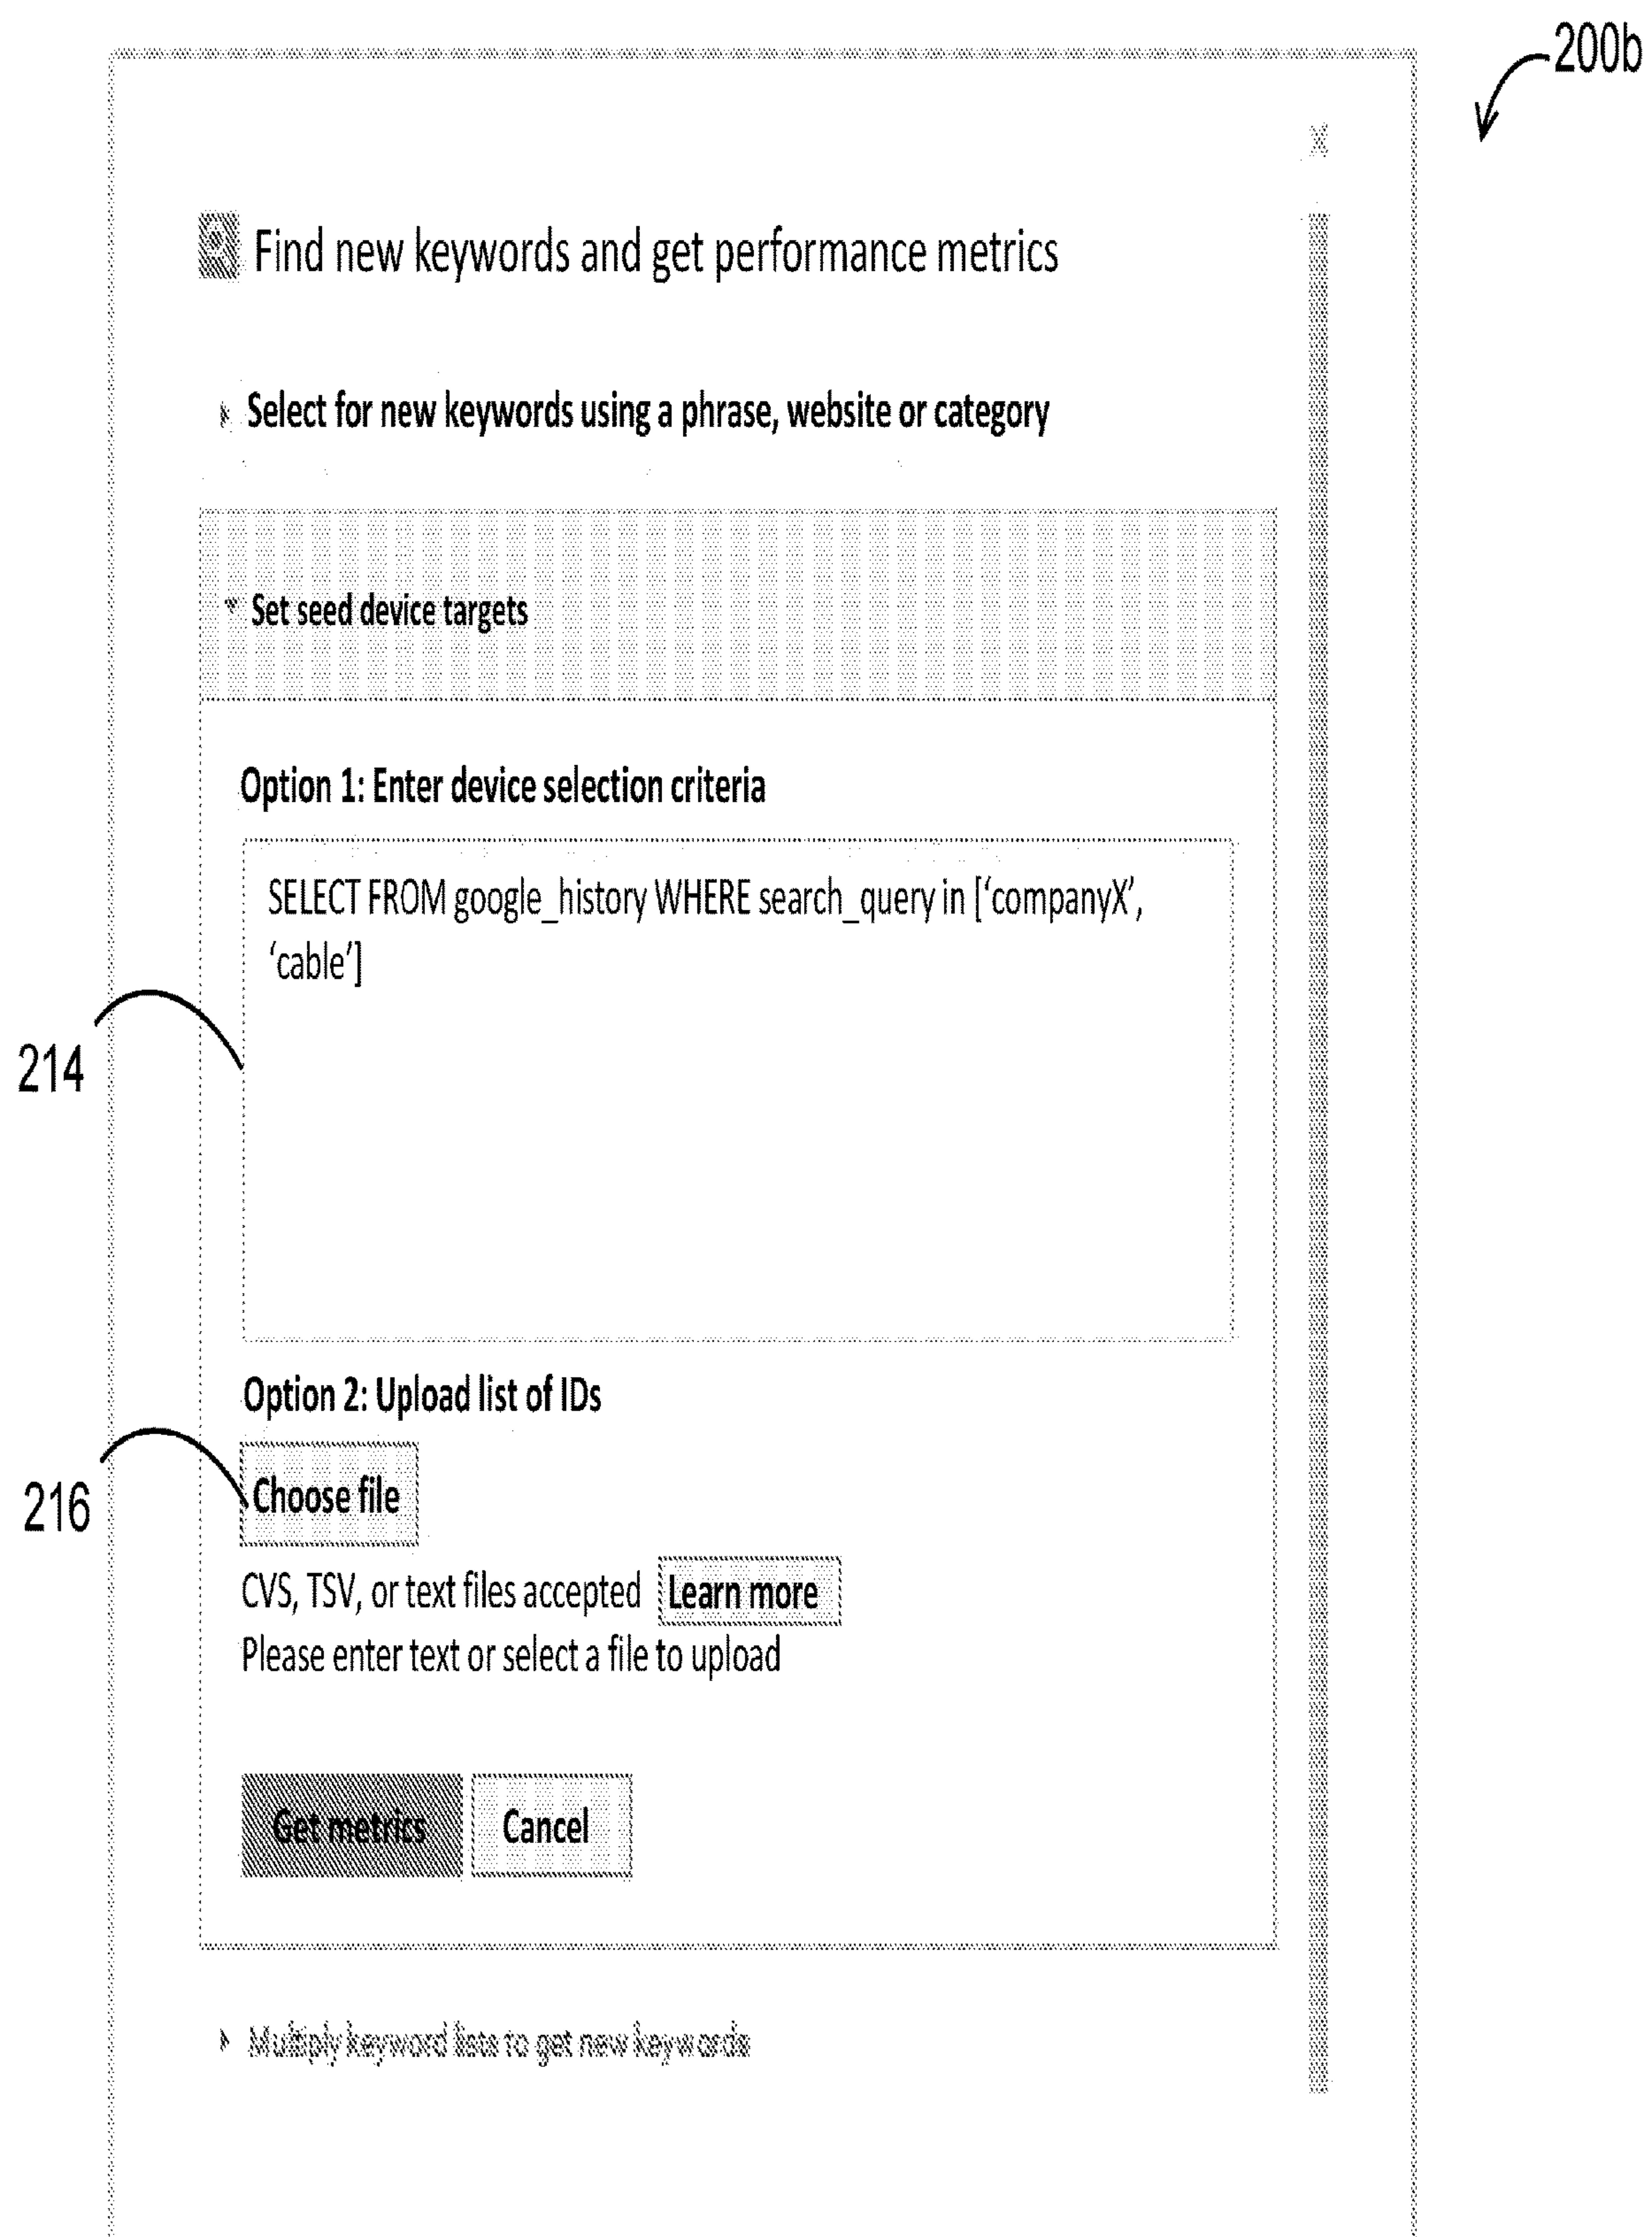 200b
X
Find new keywords and get performance metrics
Select for new keywords using a phrase, website or category
Set seed device targets
Option 1: Enter device selection criteria
SELECT FROM google_history WHERE search_query in [‘companyX’,
‘cable’]
214
Option 2: Upload list of IDs
216
Choose file
CVS, TSV, or text files accepted Learn more
Please enter text or select a file to upload
Get metrics Cancel
Multiply keyword lists to get new keywords